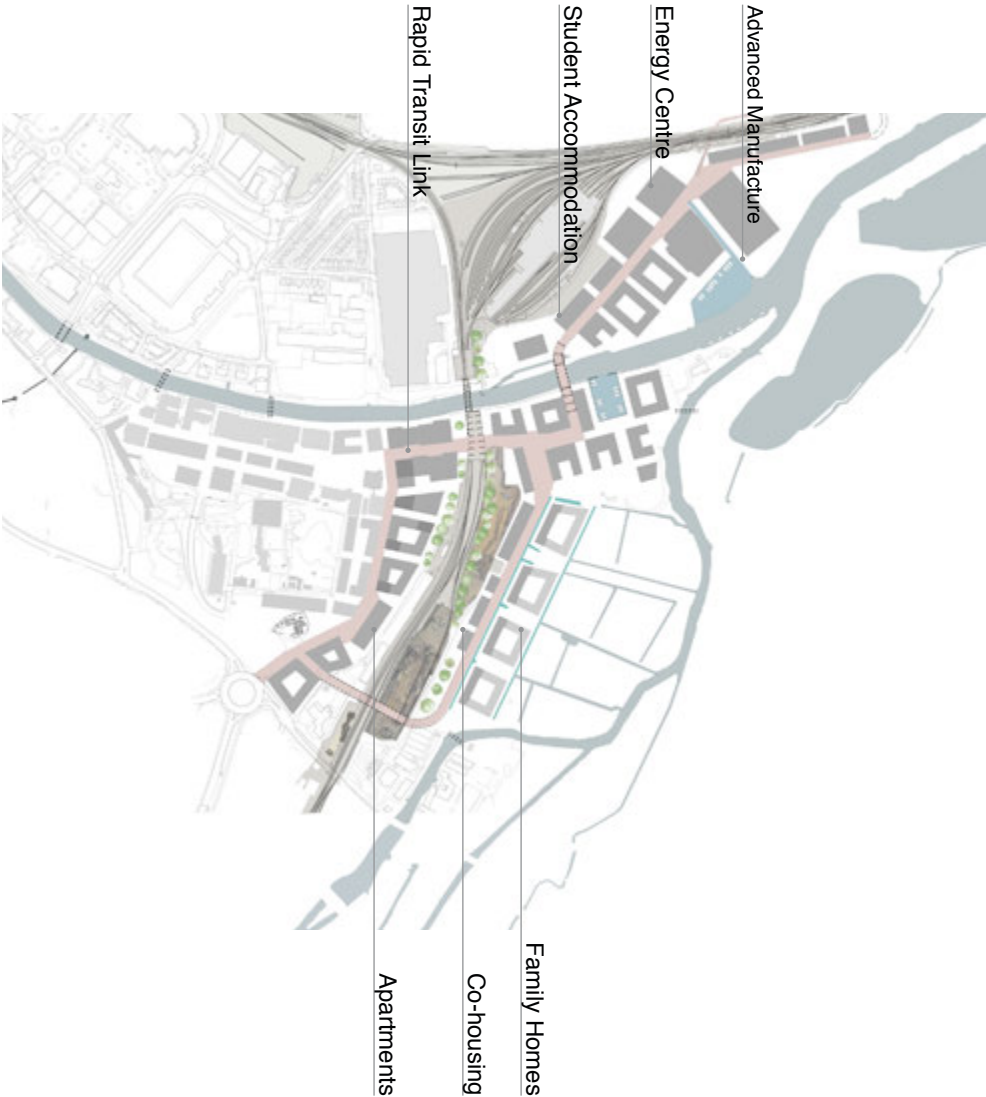 Advanced Manufacture
Energy Centre
Student Accommodation
Rapid Transit Link
Family Homes
Co-housing
Apartments